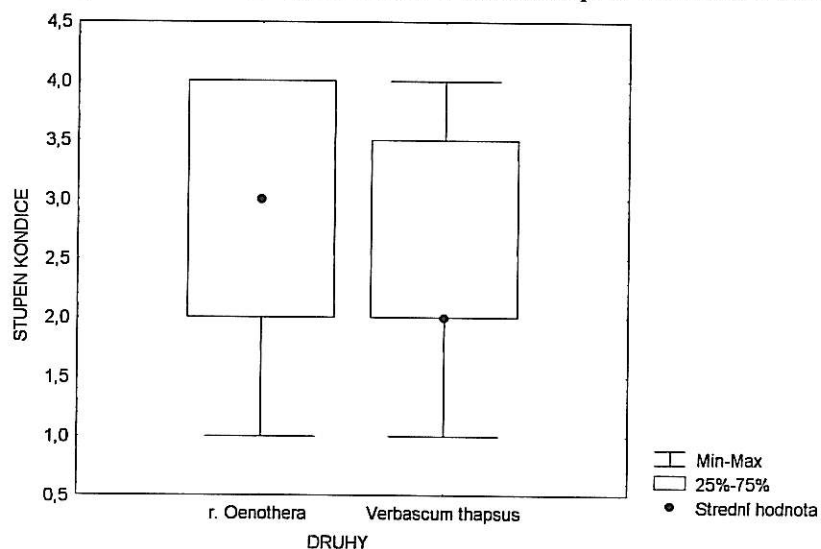 4,5
4,0
3,5
3,0
2,5
2,0
1,5
1,0
0,5
STUPEN KONDICE
r. Oenothera
Verbascum thapsus
DRUHY
Min-Max
25%-75%
Strední hodnota